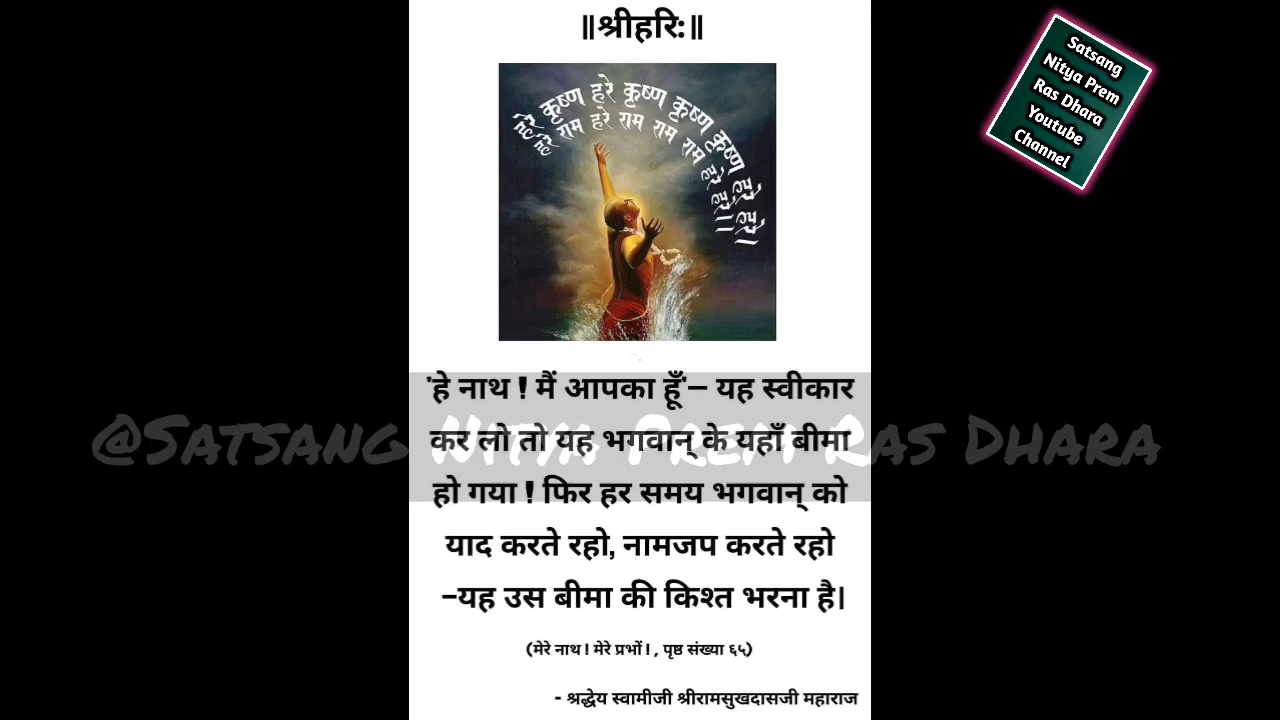 ॥श्रीहरि:॥
Satsang
Nitya Prem
Ras Dhara
Youtube
Channel
हरे कृष्ण हरे कृष्ण कृष्ण कृष्ण हरे हरे।
हरे राम हरे राम राम राम हरे हरे।।
'हे नाथ ! मैं आपका हूँ'— यह स्वीकार
कर लो तो यह भगवान् के यहाँ बीमा
हो गया ! फिर हर समय भगवान् को
याद करते रहो, नामजप करते रहो
–यह उस बीमा की किश्त भरना है।
@Satsang Nitya Prem Ras Dhara
(मेरे नाथ ! मेरे प्रभों ! , पृष्ठ संख्या ६५)
- श्रद्धेय स्वामीजी श्रीरामसुखदासजी महाराज